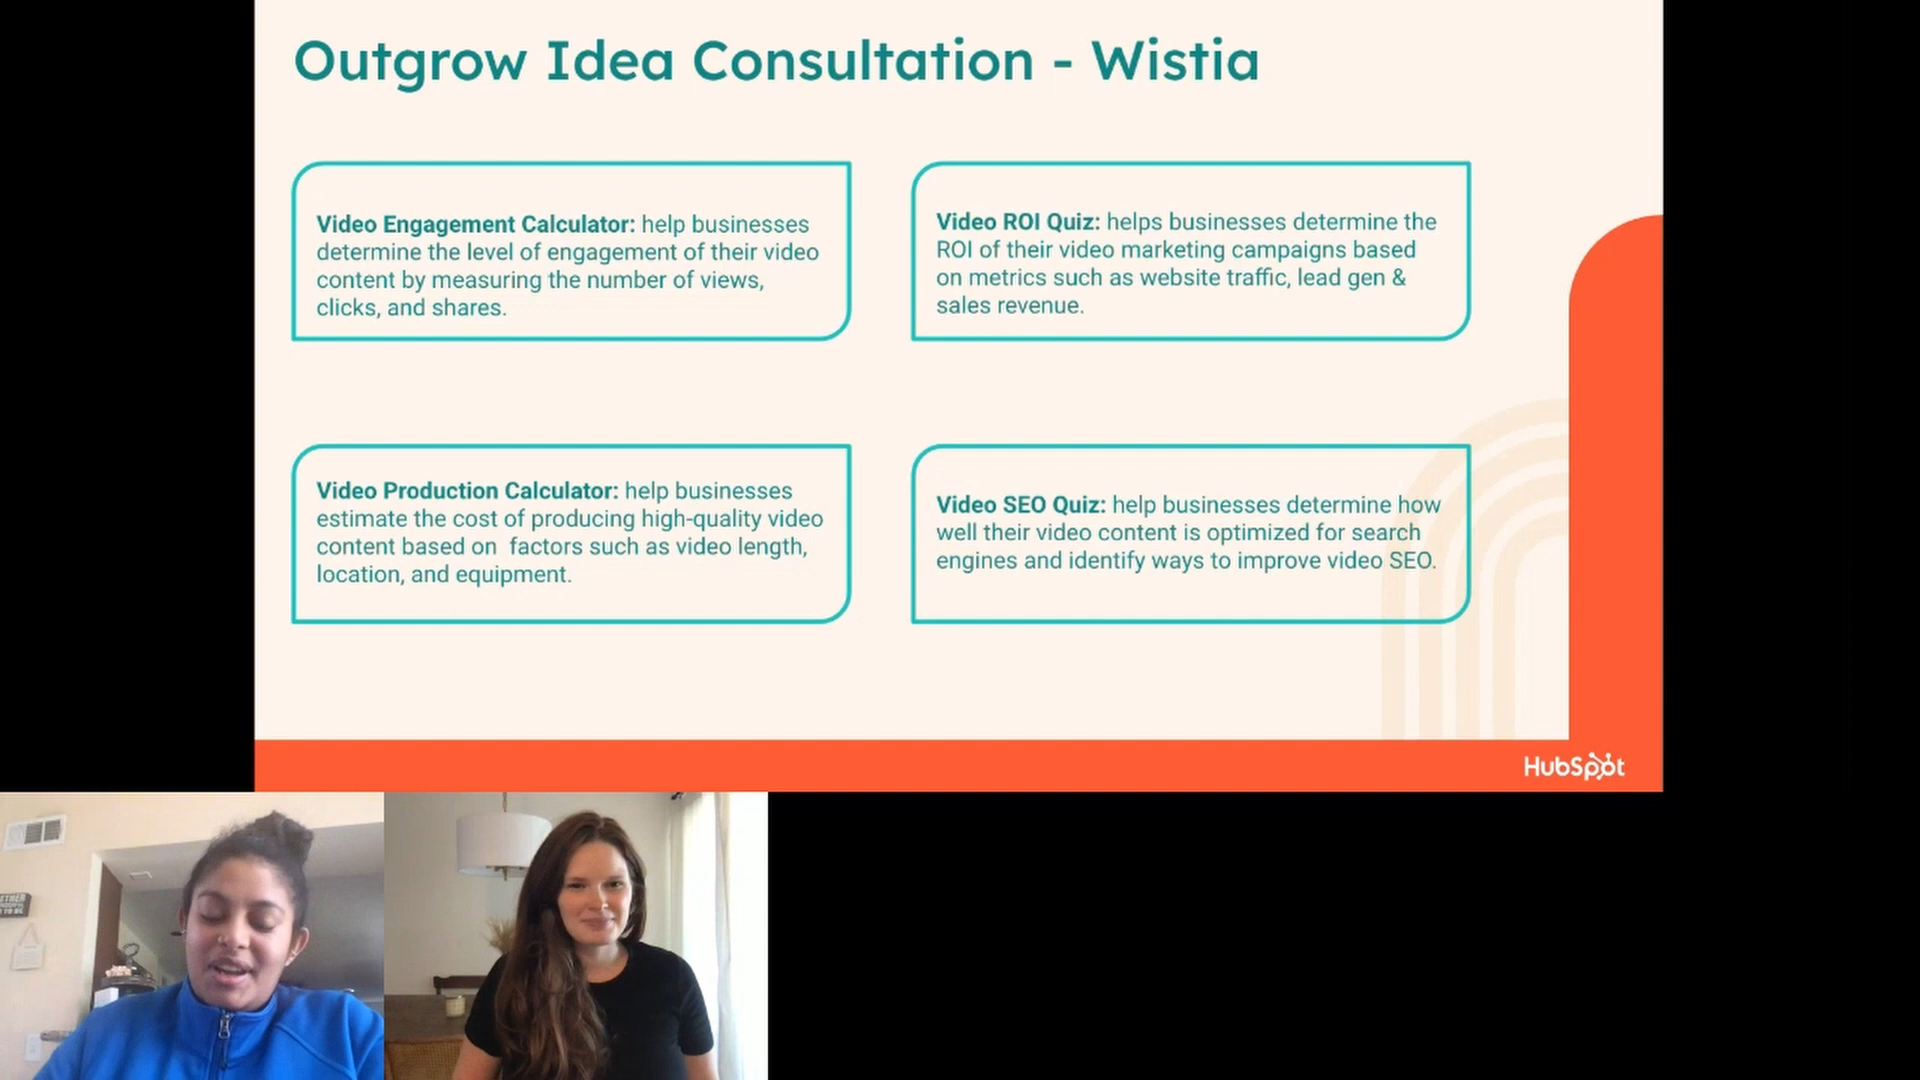 Outgrow Idea Consultation - Wistia
Video Engagement Calculator: help businesses
determine the level of engagement of their video
content by measuring the number of views,
clicks, and shares.
Video ROI Quiz: helps businesses determine the
ROI of their video marketing campaigns based
on metrics such as website traffic, lead gen &
sales revenue.
Video Production Calculator: help businesses
estimate the cost of producing high-quality video
content based on  factors such as video length,
location, and equipment.
Video SEO Quiz: help businesses determine how
well their video content is optimized for search
engines and identify ways to improve video SEO.
HubSpot